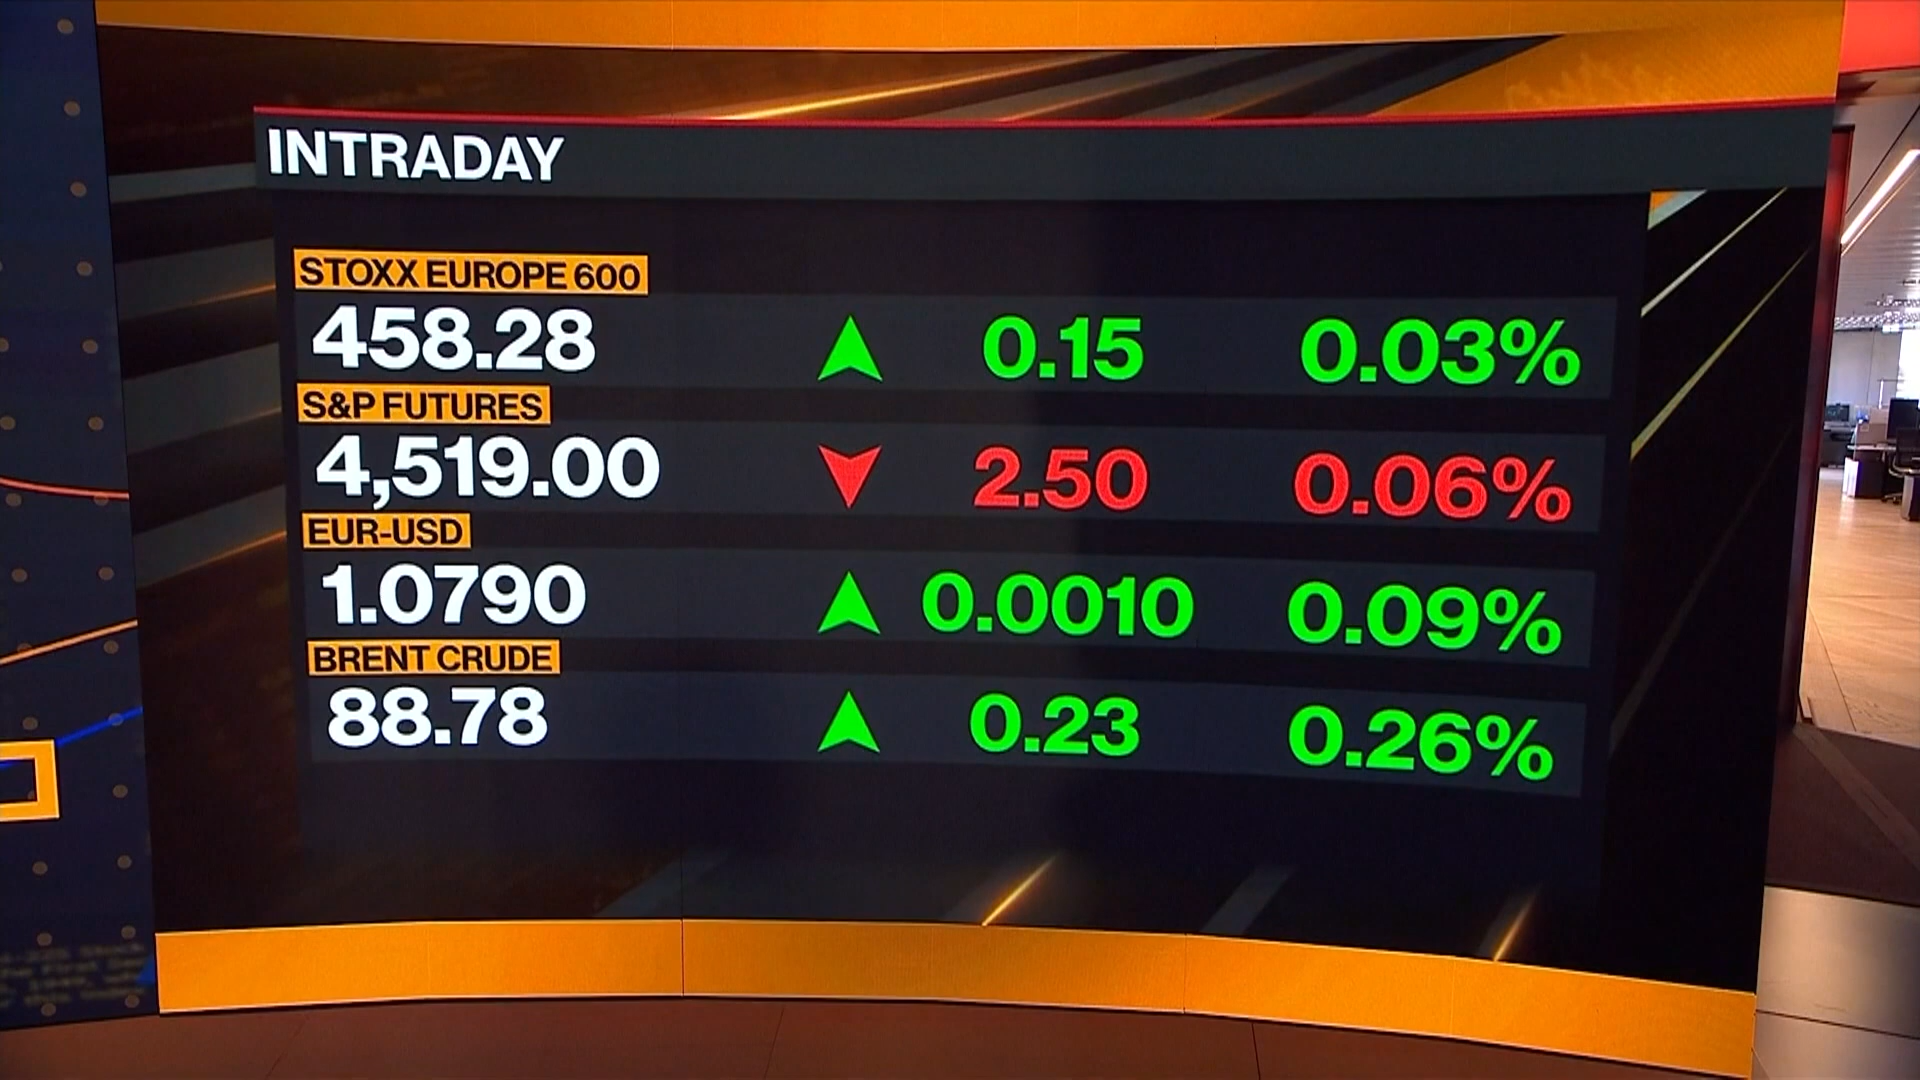 INTRADAY
STOXX EUROPE 600
458.28 ▲ 0.15 0.03%
S&P FUTURES
4,519.00 ▼ 2.50 0.06%
EUR-USD
1.0790 ▲ 0.0010 0.09%
BRENT CRUDE
88.78 ▲ 0.23 0.26%